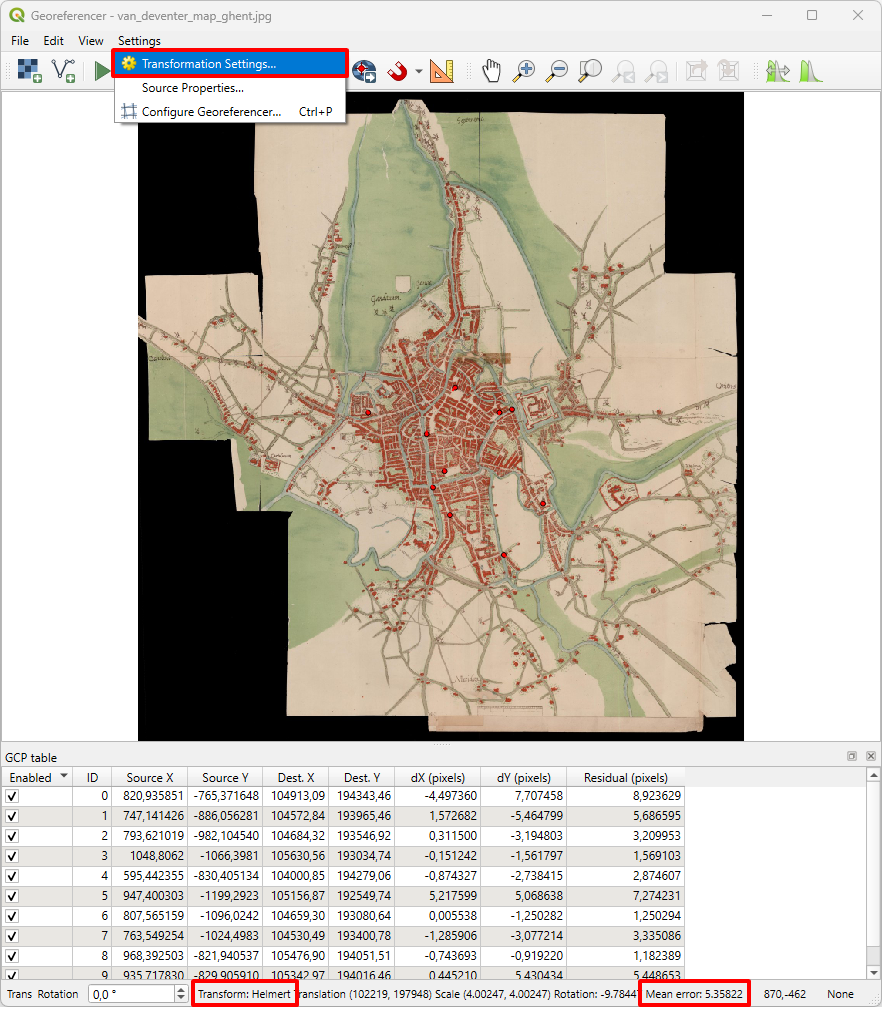 Georeferencer - van_deventer_map_ghent.jpg
File Edit View Settings
Transformation Settings...
Source Properties...
Configure Georeferencer... Ctrl+P
GCP table
Enabled ID Source X Source Y Dest. X Dest. Y dX (pixels) dY (pixels) Residual (pixels)
0 820,935851 -765,371648 104913,09 194343,46 -4,497360 7,707458 8,923629
1 747,141426 -886,056281 104572,84 193965,46 1,572682 -5,464799 5,686595
2 793,621019 -982,104540 104684,32 193546,92 0,311500 -3,194803 3,209953
3 1048,8062 -1066,3981 105630,56 193034,74 -0,151242 -1,561797 1,569103
4 595,442355 -830,405134 104000,85 194279,06 -0,874327 -2,738415 2,874607
5 947,400303 -1199,2923 105156,87 192549,74 5,217599 5,068638 7,274231
6 807,565159 -1096,0242 104659,30 193080,64 0,005538 -1,250282 1,250294
7 763,549254 -1024,4983 104530,49 193400,78 -1,285906 -3,077214 3,335086
8 968,392503 -821,940537 105476,90 194051,51 -0,743693 -0,919220 1,182389
9 935,717830 -829,905910 105342,97 194016,46 0,445210 5,430434 5,448653
Trans Rotation 0,0 ° Transform: Helmert Translation (102219, 197948) Scale (4.00247, 4.00247) Rotation: -9.7844 Mean error: 5.35822 870,-462 None